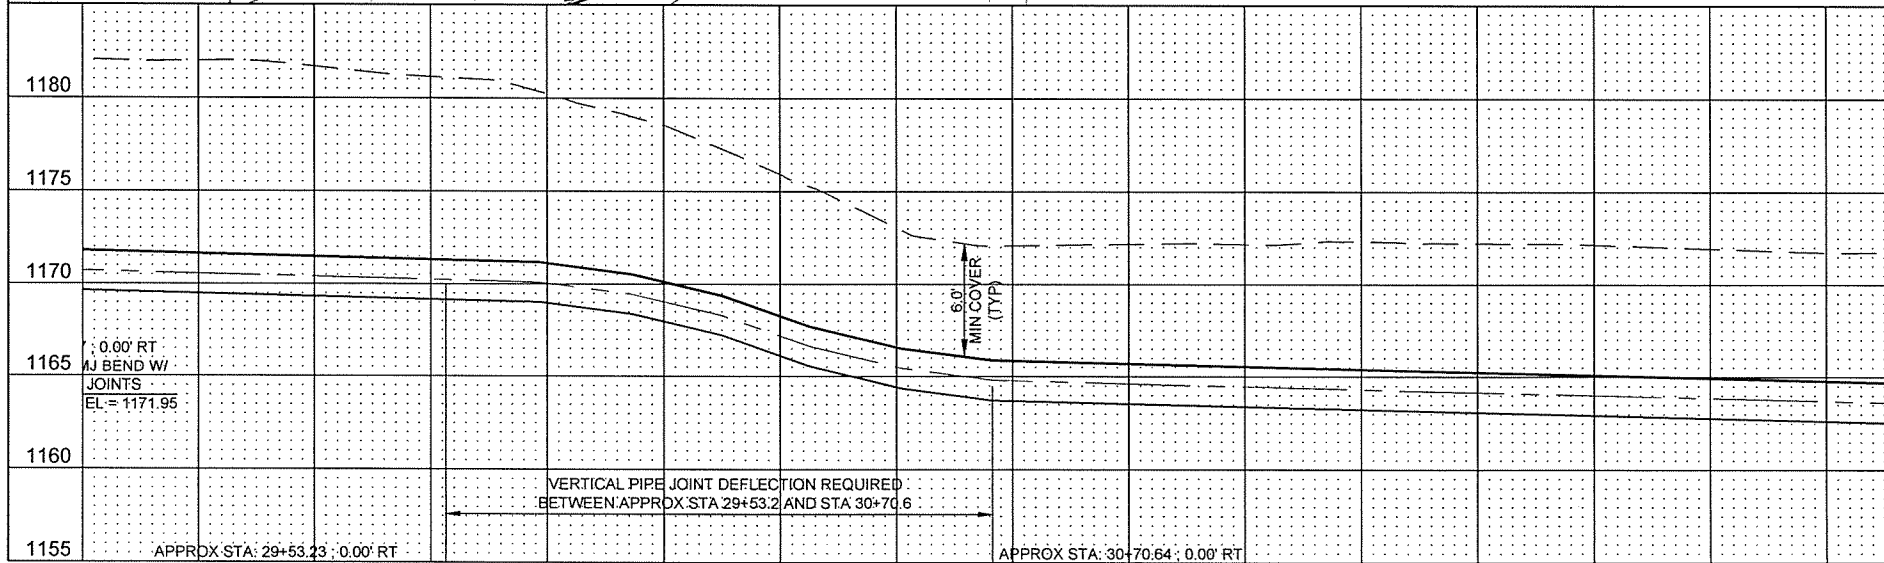 1180
1175
1170
1165
1160
1155
; 0.00' RT
MJ BEND W/
JOINTS
EL = 1171.95
6.0'
MIN COVER
(TYP)
VERTICAL PIPE JOINT DEFLECTION REQUIRED
BETWEEN APPROX STA 29+53.2 AND STA 30+70.6
APPROX STA: 29+53.23 ; 0.00' RT
APPROX STA: 30+70.64 ; 0.00' RT